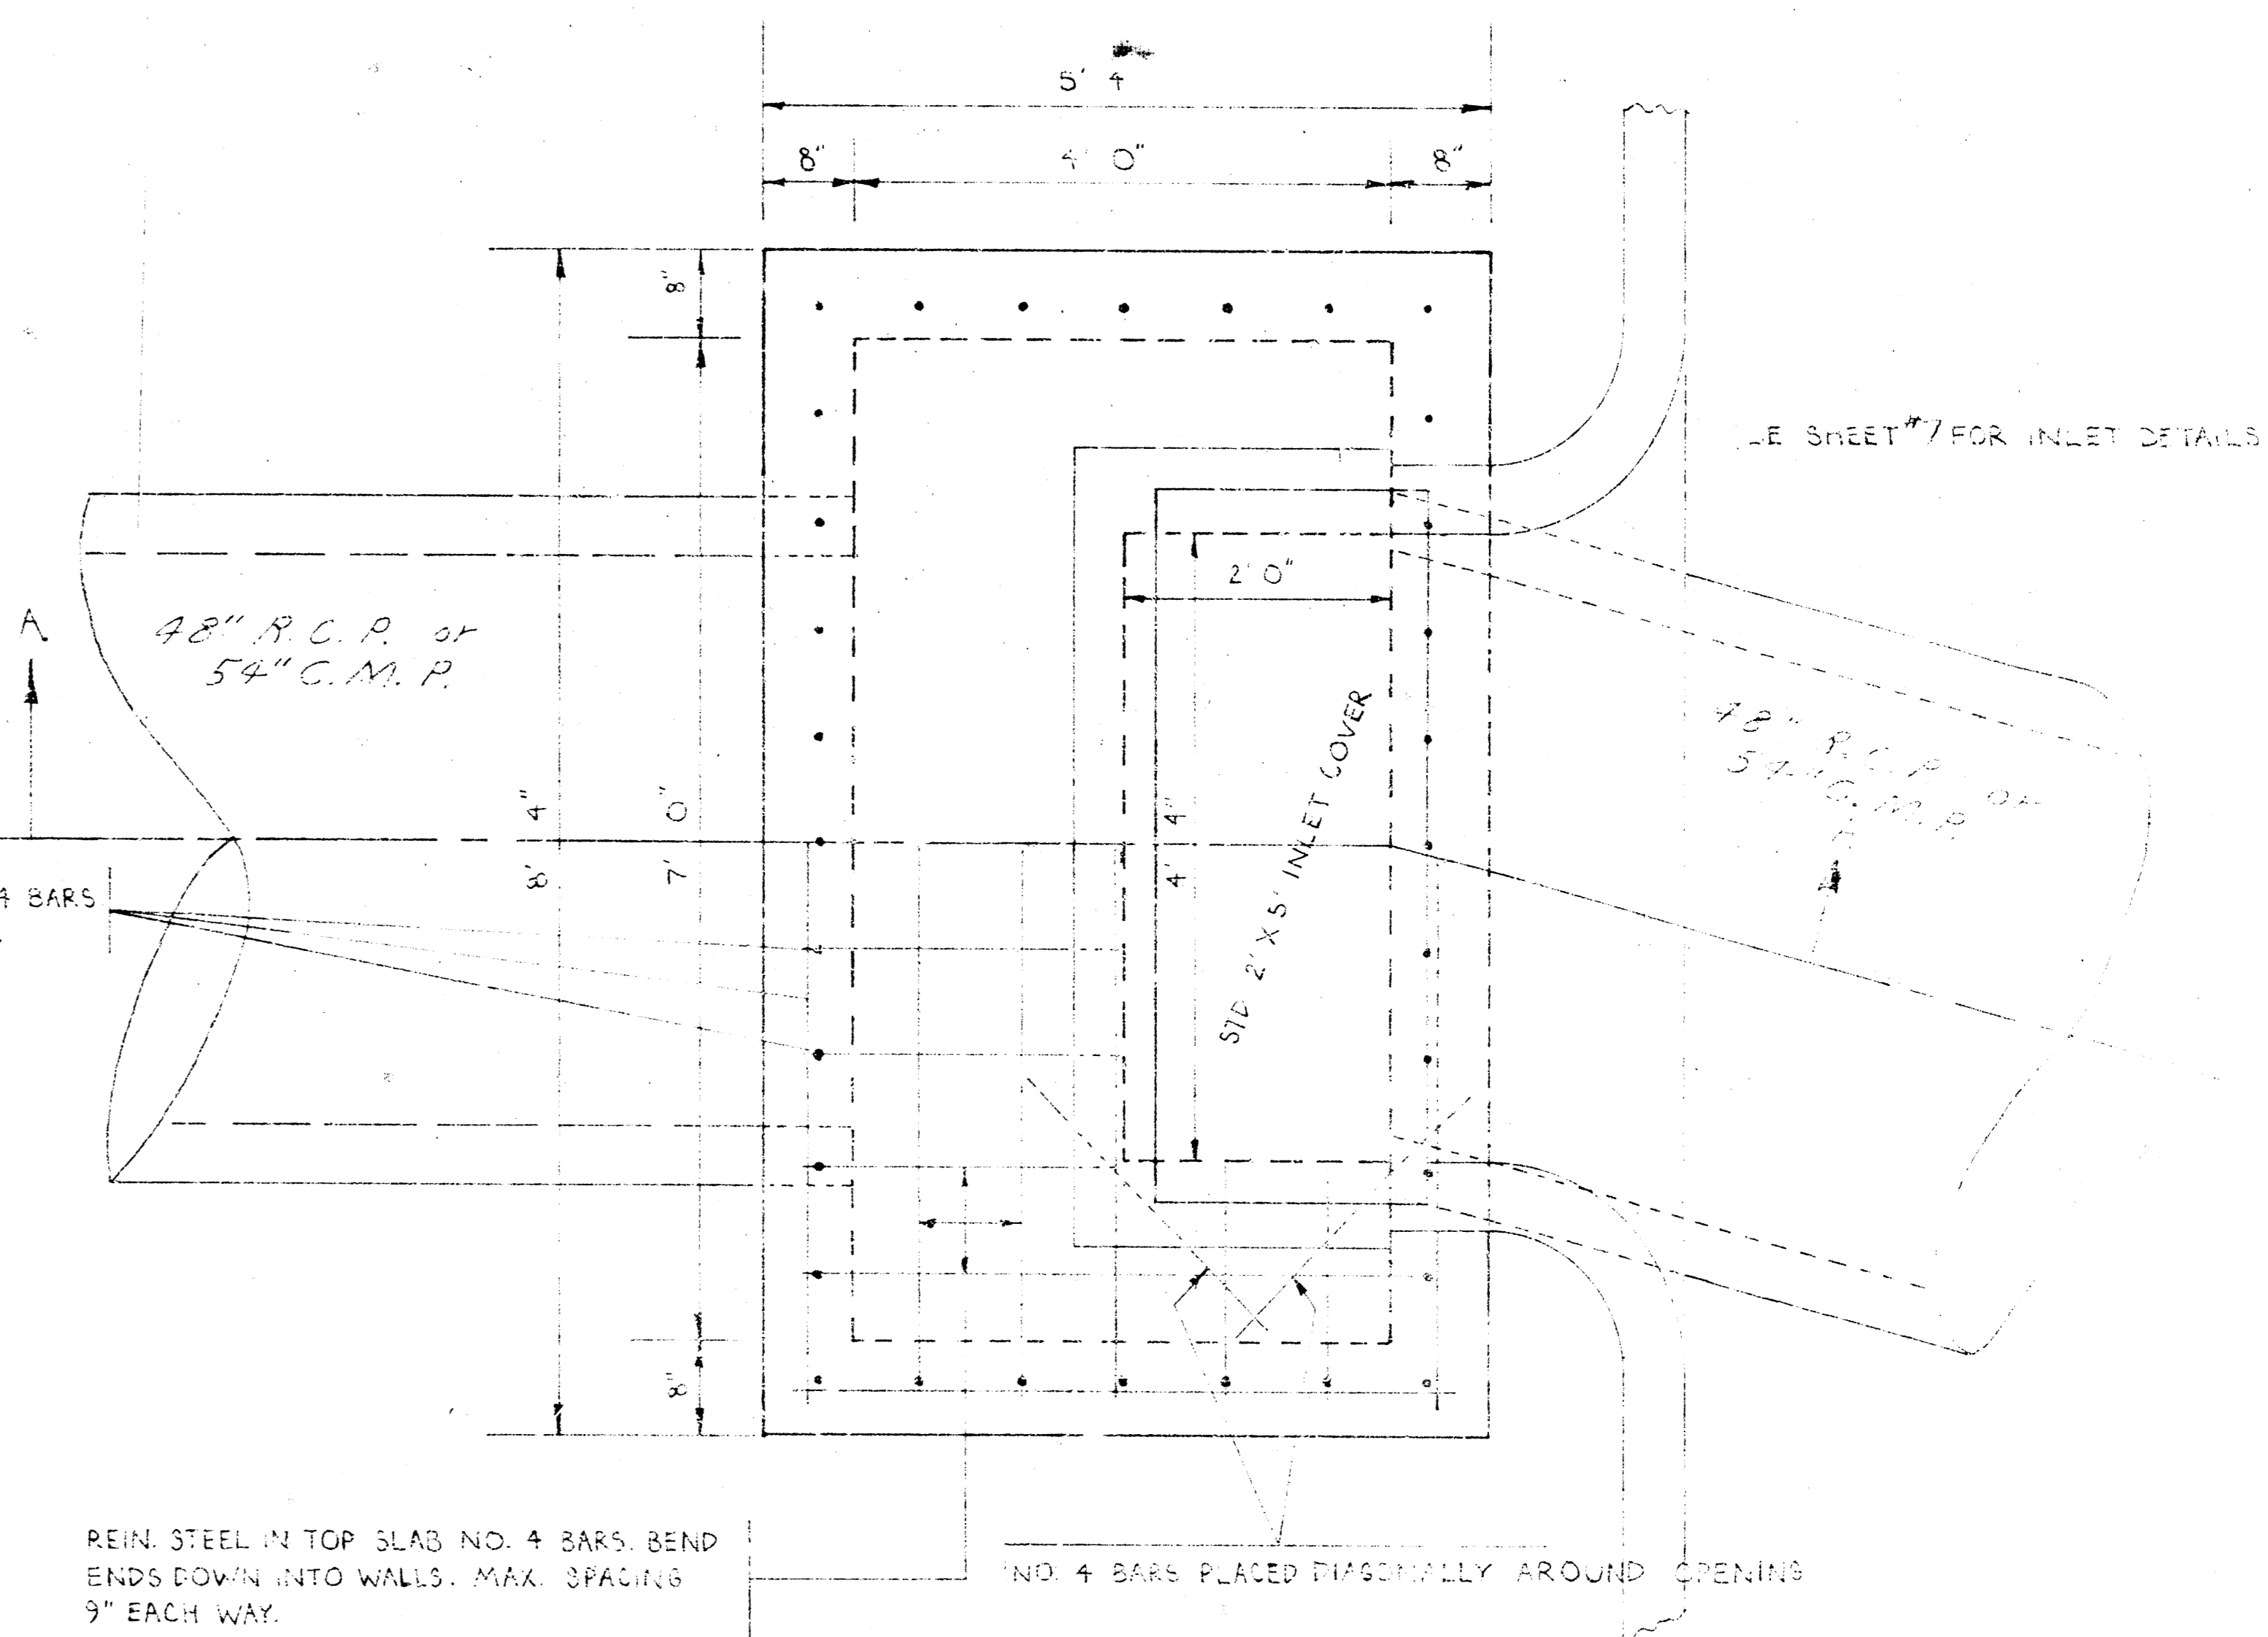 5' 4
8"
4' 0"
8"
8"
SHEET #7 FOR INLET DETAILS
2' 0"
A
48" R.C.P. or
54" C.M.P.
48" R.C.P. or
54" C.M.P.
8' 4"
7' 0"
4' 4"
STD 2' X 5' INLET COVER
4 BARS
8"
REIN. STEEL IN TOP SLAB NO. 4 BARS. BEND
ENDS DOWN INTO WALLS. MAX. SPACING
9" EACH WAY.
NO. 4 BARS PLACED DIAGONALLY AROUND OPENING